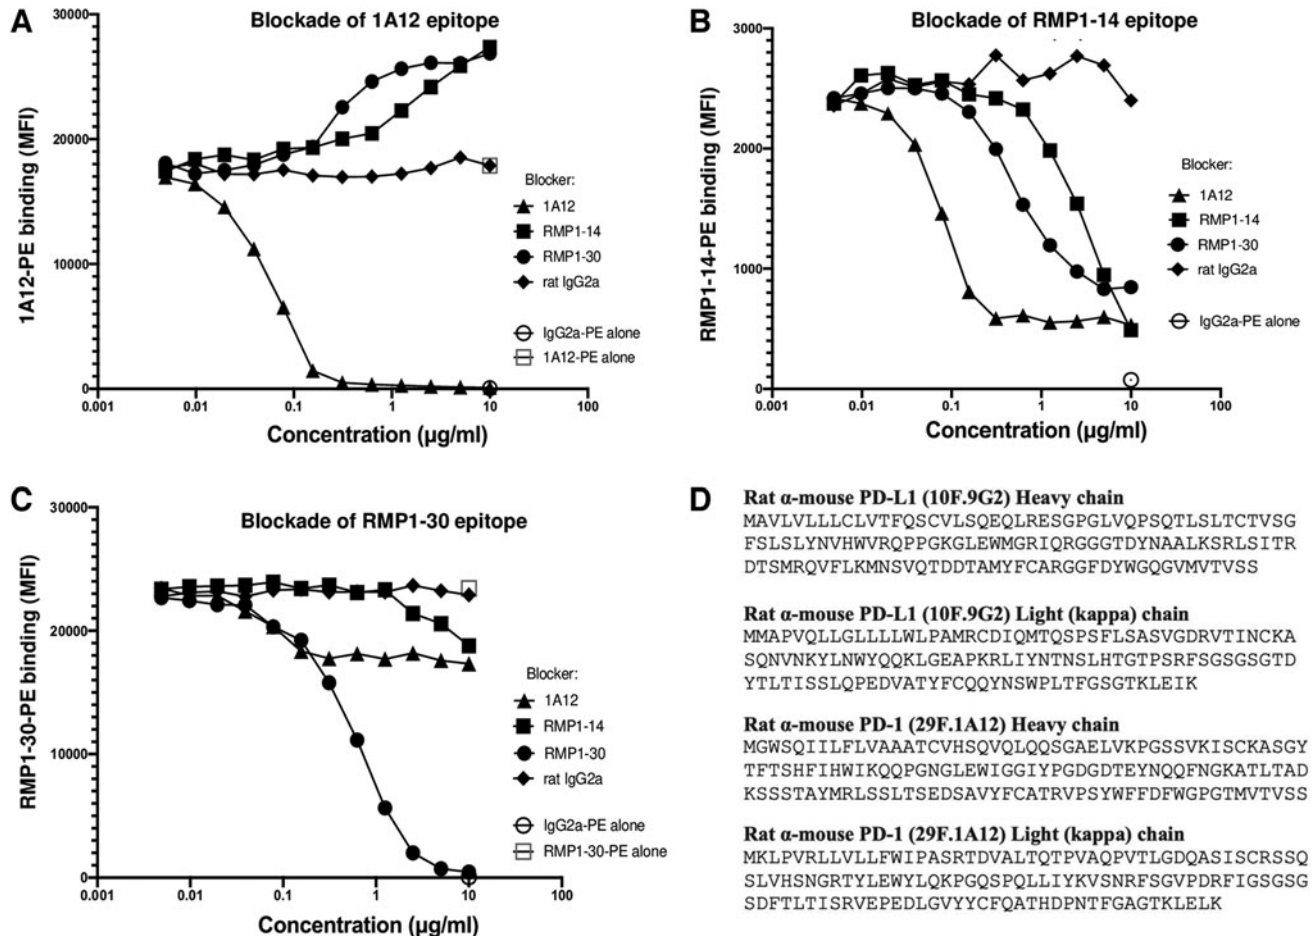 A
Blockade of 1A12 epitope
1A12-PE binding (MFI)
30000
20000
10000
0
0.001
0.01
0.1
1
10
100
Concentration (µg/ml)
Blocker:
1A12
RMP1-14
RMP1-30
rat IgG2a
IgG2a-PE alone
1A12-PE alone
B
Blockade of RMP1-14 epitope
RMP1-14-PE binding (MFI)
3000
2000
1000
0
0.001
0.01
0.1
1
10
100
Concentration (µg/ml)
Blocker:
1A12
RMP1-14
RMP1-30
rat IgG2a
IgG2a-PE alone
C
Blockade of RMP1-30 epitope
RMP1-30-PE binding (MFI)
30000
20000
10000
0
0.001
0.01
0.1
1
10
100
Concentration (µg/ml)
Blocker:
1A12
RMP1-14
RMP1-30
rat IgG2a
IgG2a-PE alone
RMP1-30-PE alone
D
Rat α-mouse PD-L1 (10F.9G2) Heavy chain
MAVLVLLLCLVTFQSCVLSQEQLRESGPGLVQPSQTLSLTCTVSG
FSLSLYNVHWVRQPPGKGLEWMGRIQRGGGTDYNAALKSRLSITR
DTSMRQVFLKMNSVQTDDTAMYFCARGGFDYWGQGVMVTVSS
Rat α-mouse PD-L1 (10F.9G2) Light (kappa) chain
MMAPVQLLGLLLLWLPAMRCDIQMTQSPSFLSASVGDRVTINCKA
SQNVNKYLNWYQQKLGEAPKRLIYNTNSLHTGTPSRFSGSGSGTD
YTLTISSLQPEDVATYFCQQYNSWPLTFGSGTKLEIK
Rat α-mouse PD-1 (29F.1A12) Heavy chain
MGWSQIILFLVAAATCVHSQVQLQQSGAELVKPGSSVKISCKASGY
TFTSHFIHWIKQQPGNGLEWIGGIYPGDGDTEYNQQFNGKATLTAD
KSSSTAYMRLSSLTSEDSAVYFCATRVPSYWFFDFWGPGTMVTVSS
Rat α-mouse PD-1 (29F.1A12) Light (kappa) chain
MKLPVRLLVLLFWIPASRTDVALTQTPVAQPVTLGDQASISCRSSQ
SLVHSNGRTYLEWYLQKPGQSPQLLIYKVSNRFSGVPDRFIGSGSG
SDFTLTISRVEPEDLGVYYCFQATHDPNTFGAGTKLELK